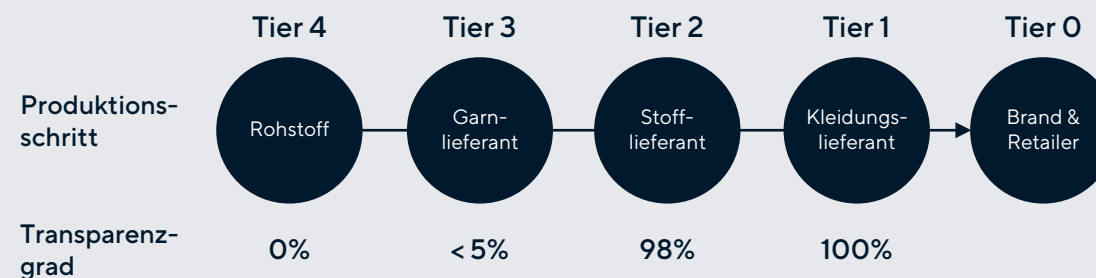 Tier 4 Tier 3 Tier 2 Tier 1 Tier 0
Produktions-
schritt
Rohstoff
Garn-
lieferant
Stoff-
lieferant
Kleidungs-
lieferant
Brand &
Retailer
Transparenz-
grad
0% < 5% 98% 100%